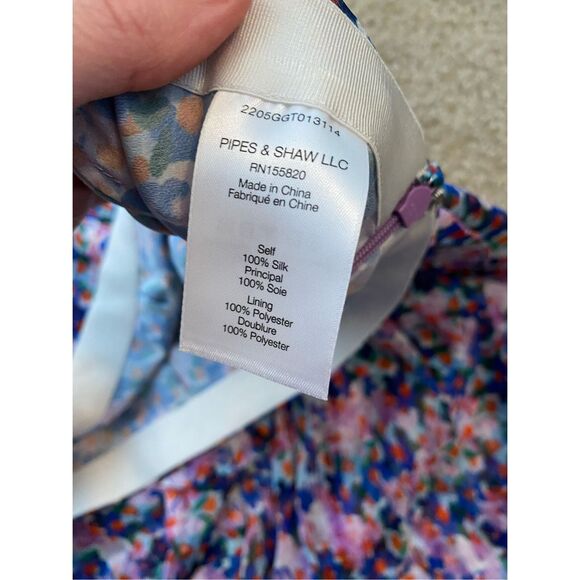 2205GGT013114
PIPES & SHAW LLC
RN155820
Made in China
Fabriqué en Chine
Self
100% Silk
Principal
100% Soie
Lining
100% Polyester
Doublure
100% Polyester